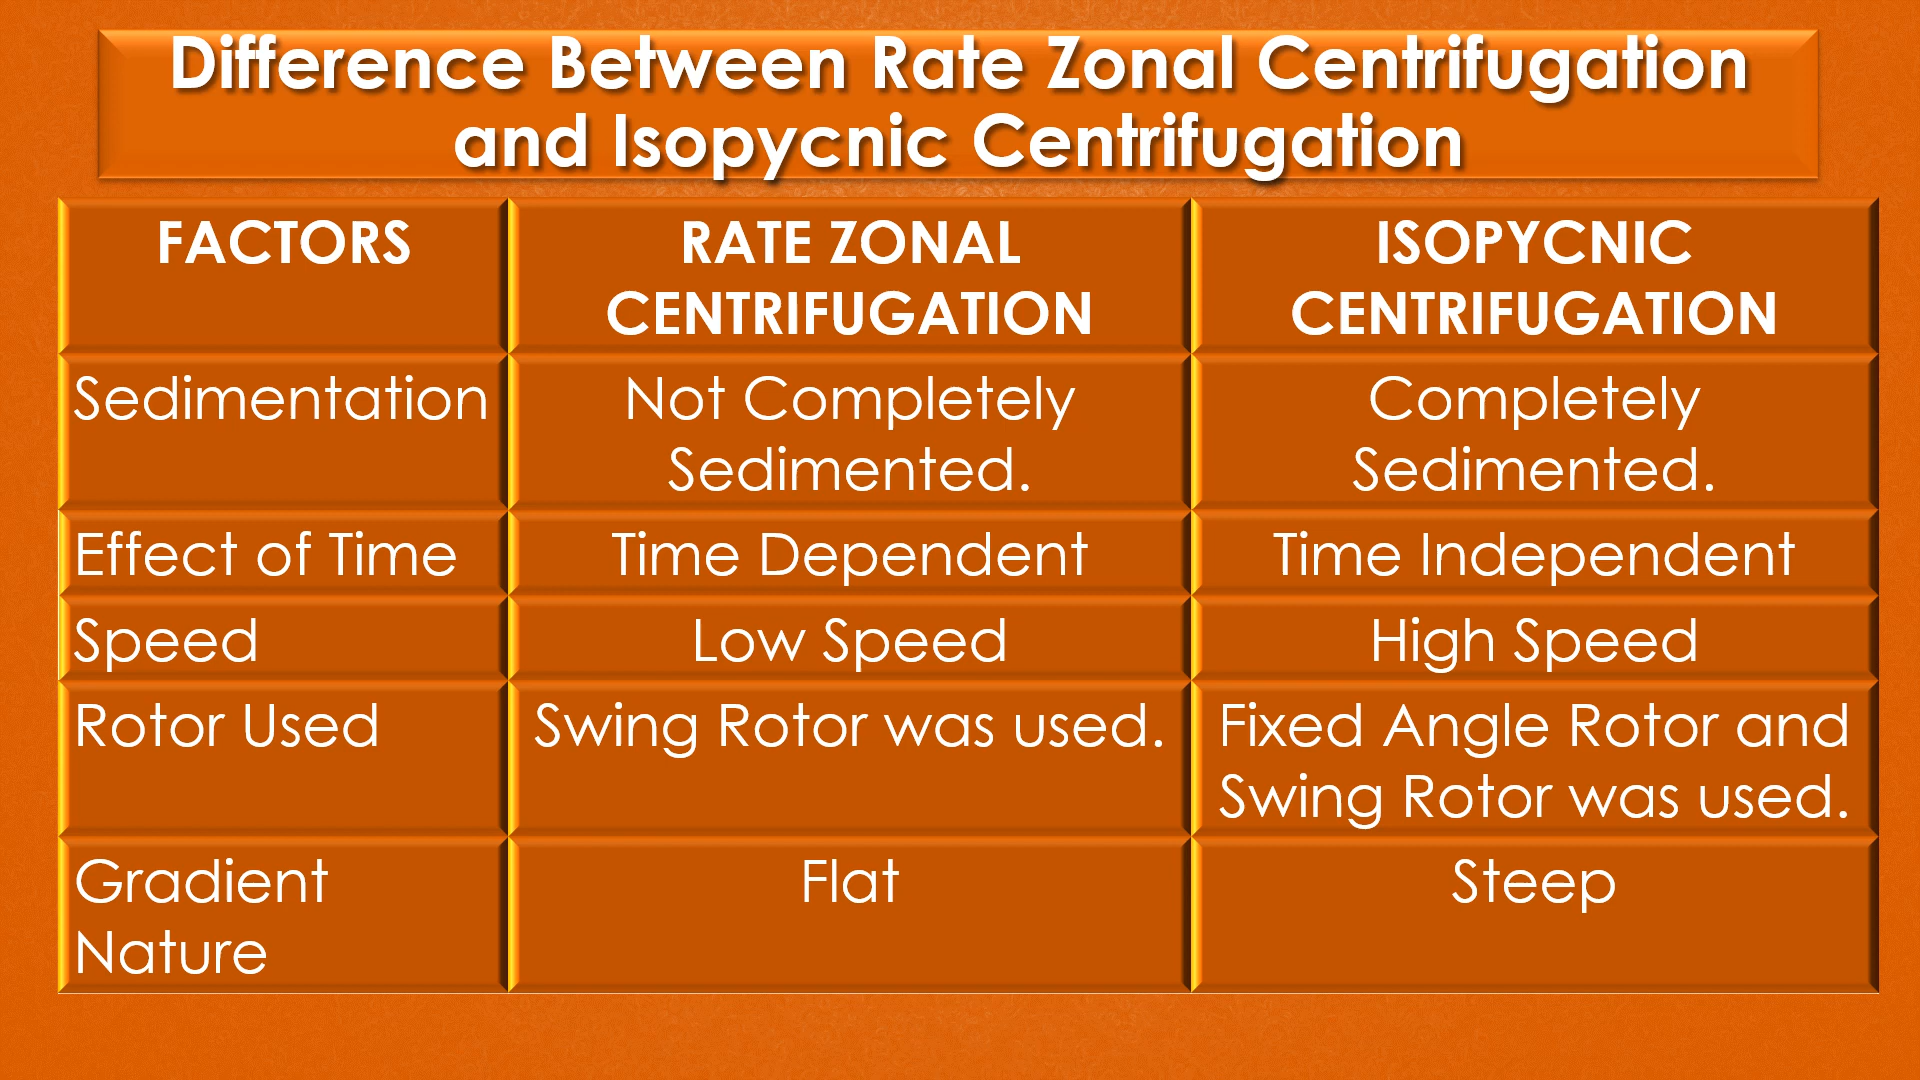 Difference Between Rate Zonal Centrifugation
and Isopycnic Centrifugation
FACTORS
RATE ZONAL
CENTRIFUGATION
ISOPYCNIC
CENTRIFUGATION
Sedimentation
Not Completely
Sedimented.
Completely
Sedimented.
Effect of Time
Time Dependent
Time Independent
Speed
Low Speed
High Speed
Rotor Used
Swing Rotor was used.
Fixed Angle Rotor and
Swing Rotor was used.
Gradient
Nature
Flat
Steep